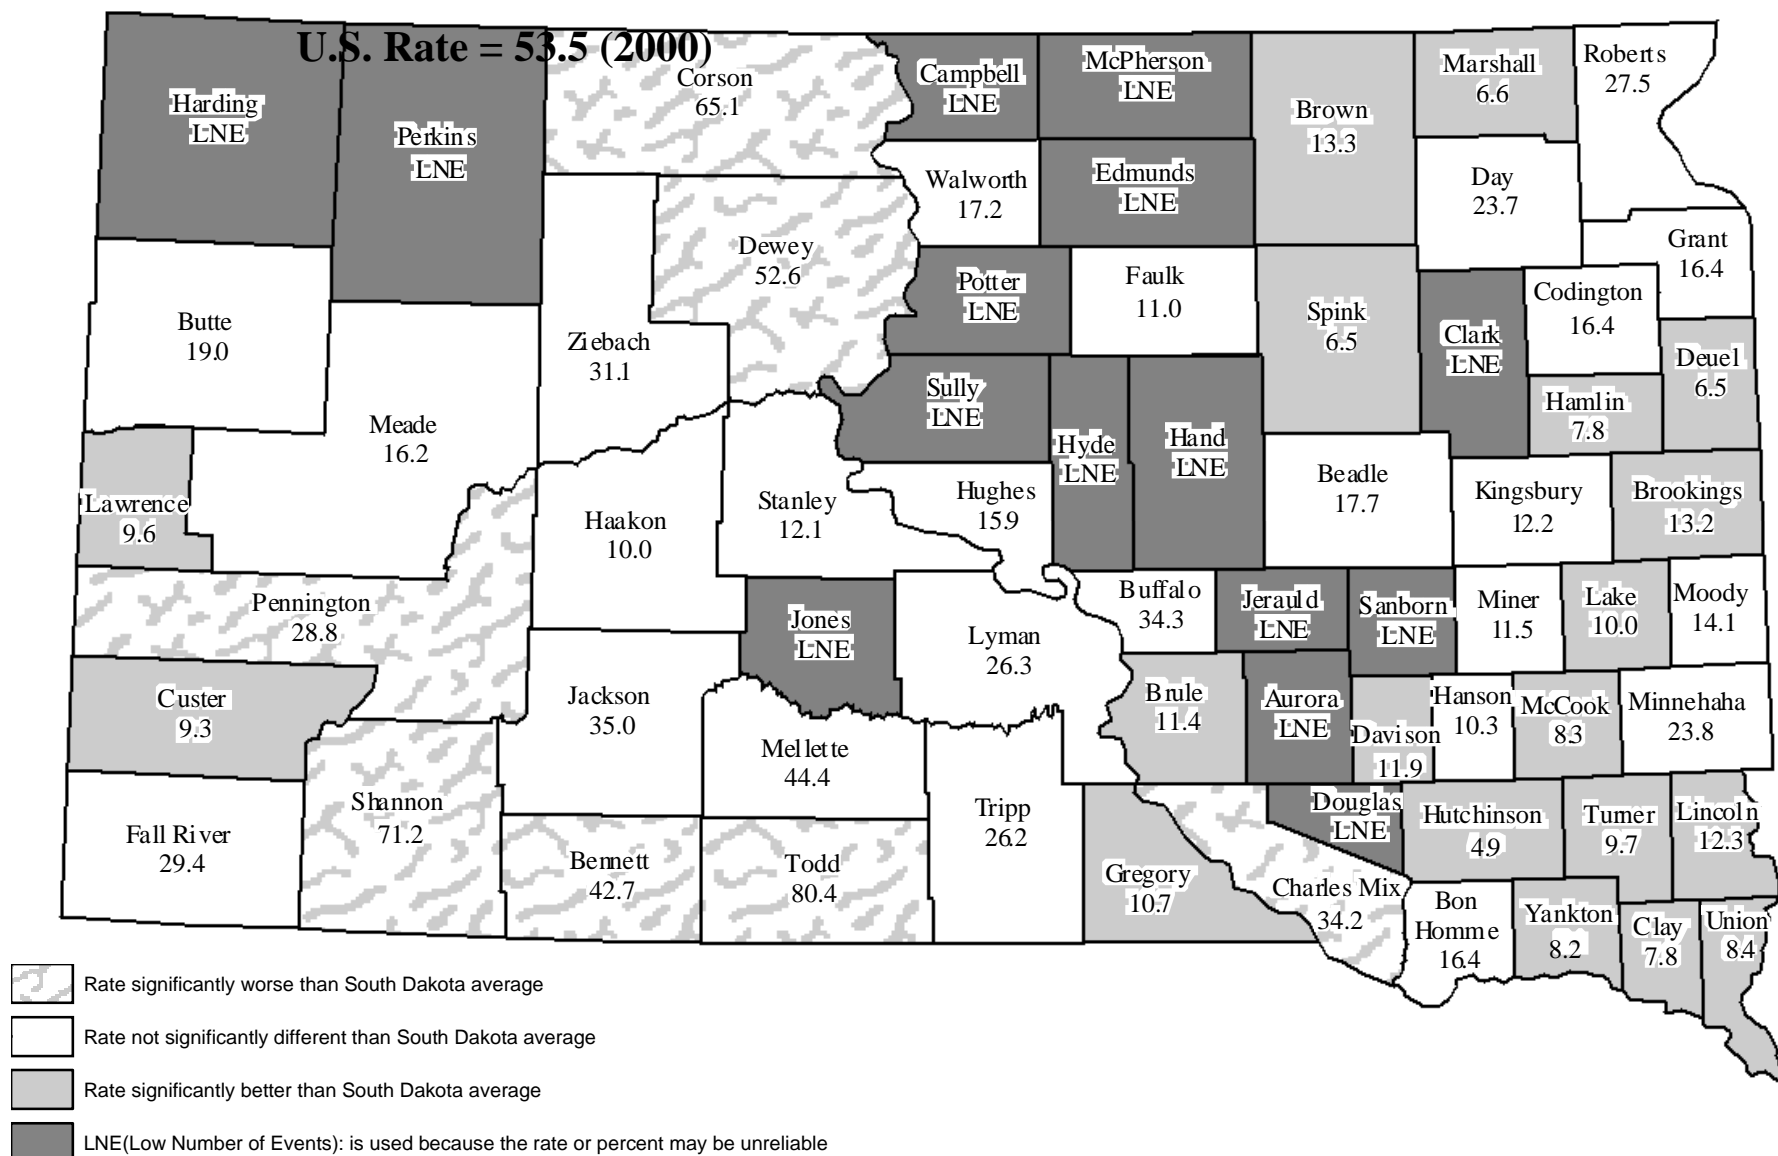 U.S. Rate = 53.5 (2000)
Harding
LNE
Perkins
LNE
Corson
65.1
Campbell
LNE
McPherson
LNE
Brown
13.3
Marshall
6.6
Roberts
27.5
Walworth
17.2
Edmunds
LNE
Day
23.7
Grant
16.4
Butte
19.0
Ziebach
31.1
Dewey
52.6
Potter
LNE
Faulk
11.0
Spink
6.5
Clark
LNE
Codington
16.4
Deuel
6.5
Hamlin
7.8
Meade
16.2
Sully
LNE
Hyde
LNE
Hand
LNE
Lawrence
9.6
Haakon
10.0
Stanley
12.1
Hughes
15.9
Beadle
17.7
Kingsbury
12.2
Brookings
13.2
Pennington
28.8
Jones
LNE
Lyman
26.3
Buffalo
34.3
Jerauld
LNE
Sanborn
LNE
Miner
11.5
Lake
10.0
Moody
14.1
Custer
9.3
Jackson
35.0
Mellette
44.4
Brule
11.4
Aurora
LNE
Davison
11.9
Hanson
10.3
McCook
8.3
Minnehaha
23.8
Fall River
29.4
Shannon
71.2
Bennett
42.7
Todd
80.4
Tripp
26.2
Gregory
10.7
Charles Mix
34.2
Douglas
LNE
Hutchinson
4.9
Turner
9.7
Lincoln
12.3
Bon
Homme
16.4
Yankton
8.2
Clay
7.8
Union
8.4
Rate significantly worse than South Dakota average
Rate not significantly different than South Dakota average
Rate significantly better than South Dakota average
LNE(Low Number of Events): is used because the rate or percent may be unreliable